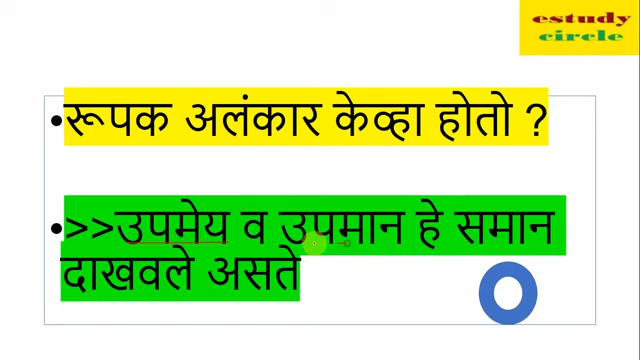 estudy
circle
•रूपक अलंकार केव्हा होतो ?
•>>उपमेय व उपमान हे समान
दाखवले असते